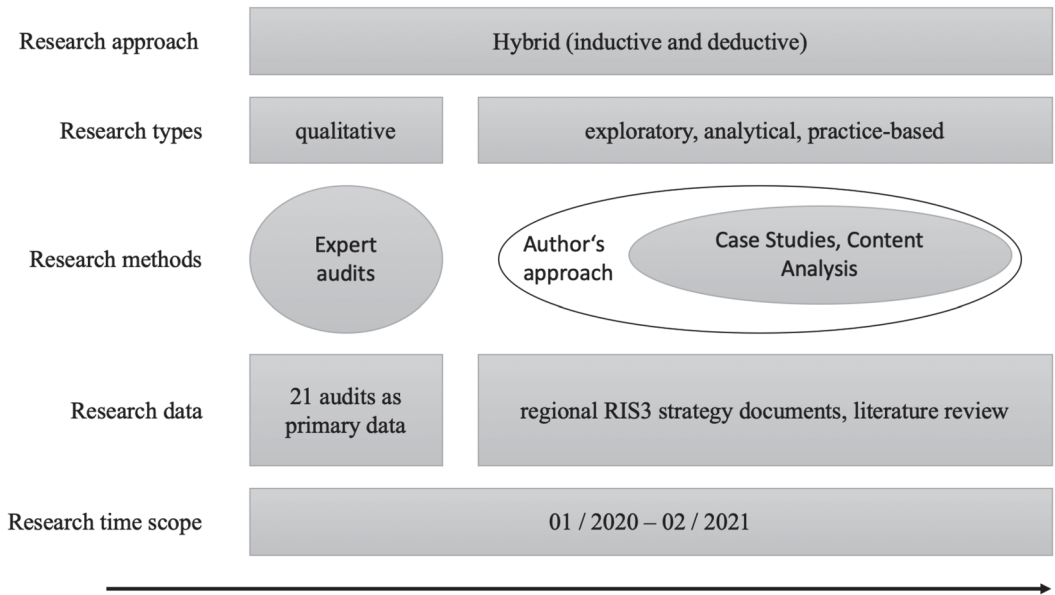 Research approach
Hybrid (inductive and deductive)
Research types
qualitative
exploratory, analytical, practice-based
Research methods
Expert
audits
Author‘s
approach
Case Studies, Content
Analysis
Research data
21 audits as
primary data
regional RIS3 strategy documents, literature review
Research time scope
01 / 2020 – 02 / 2021